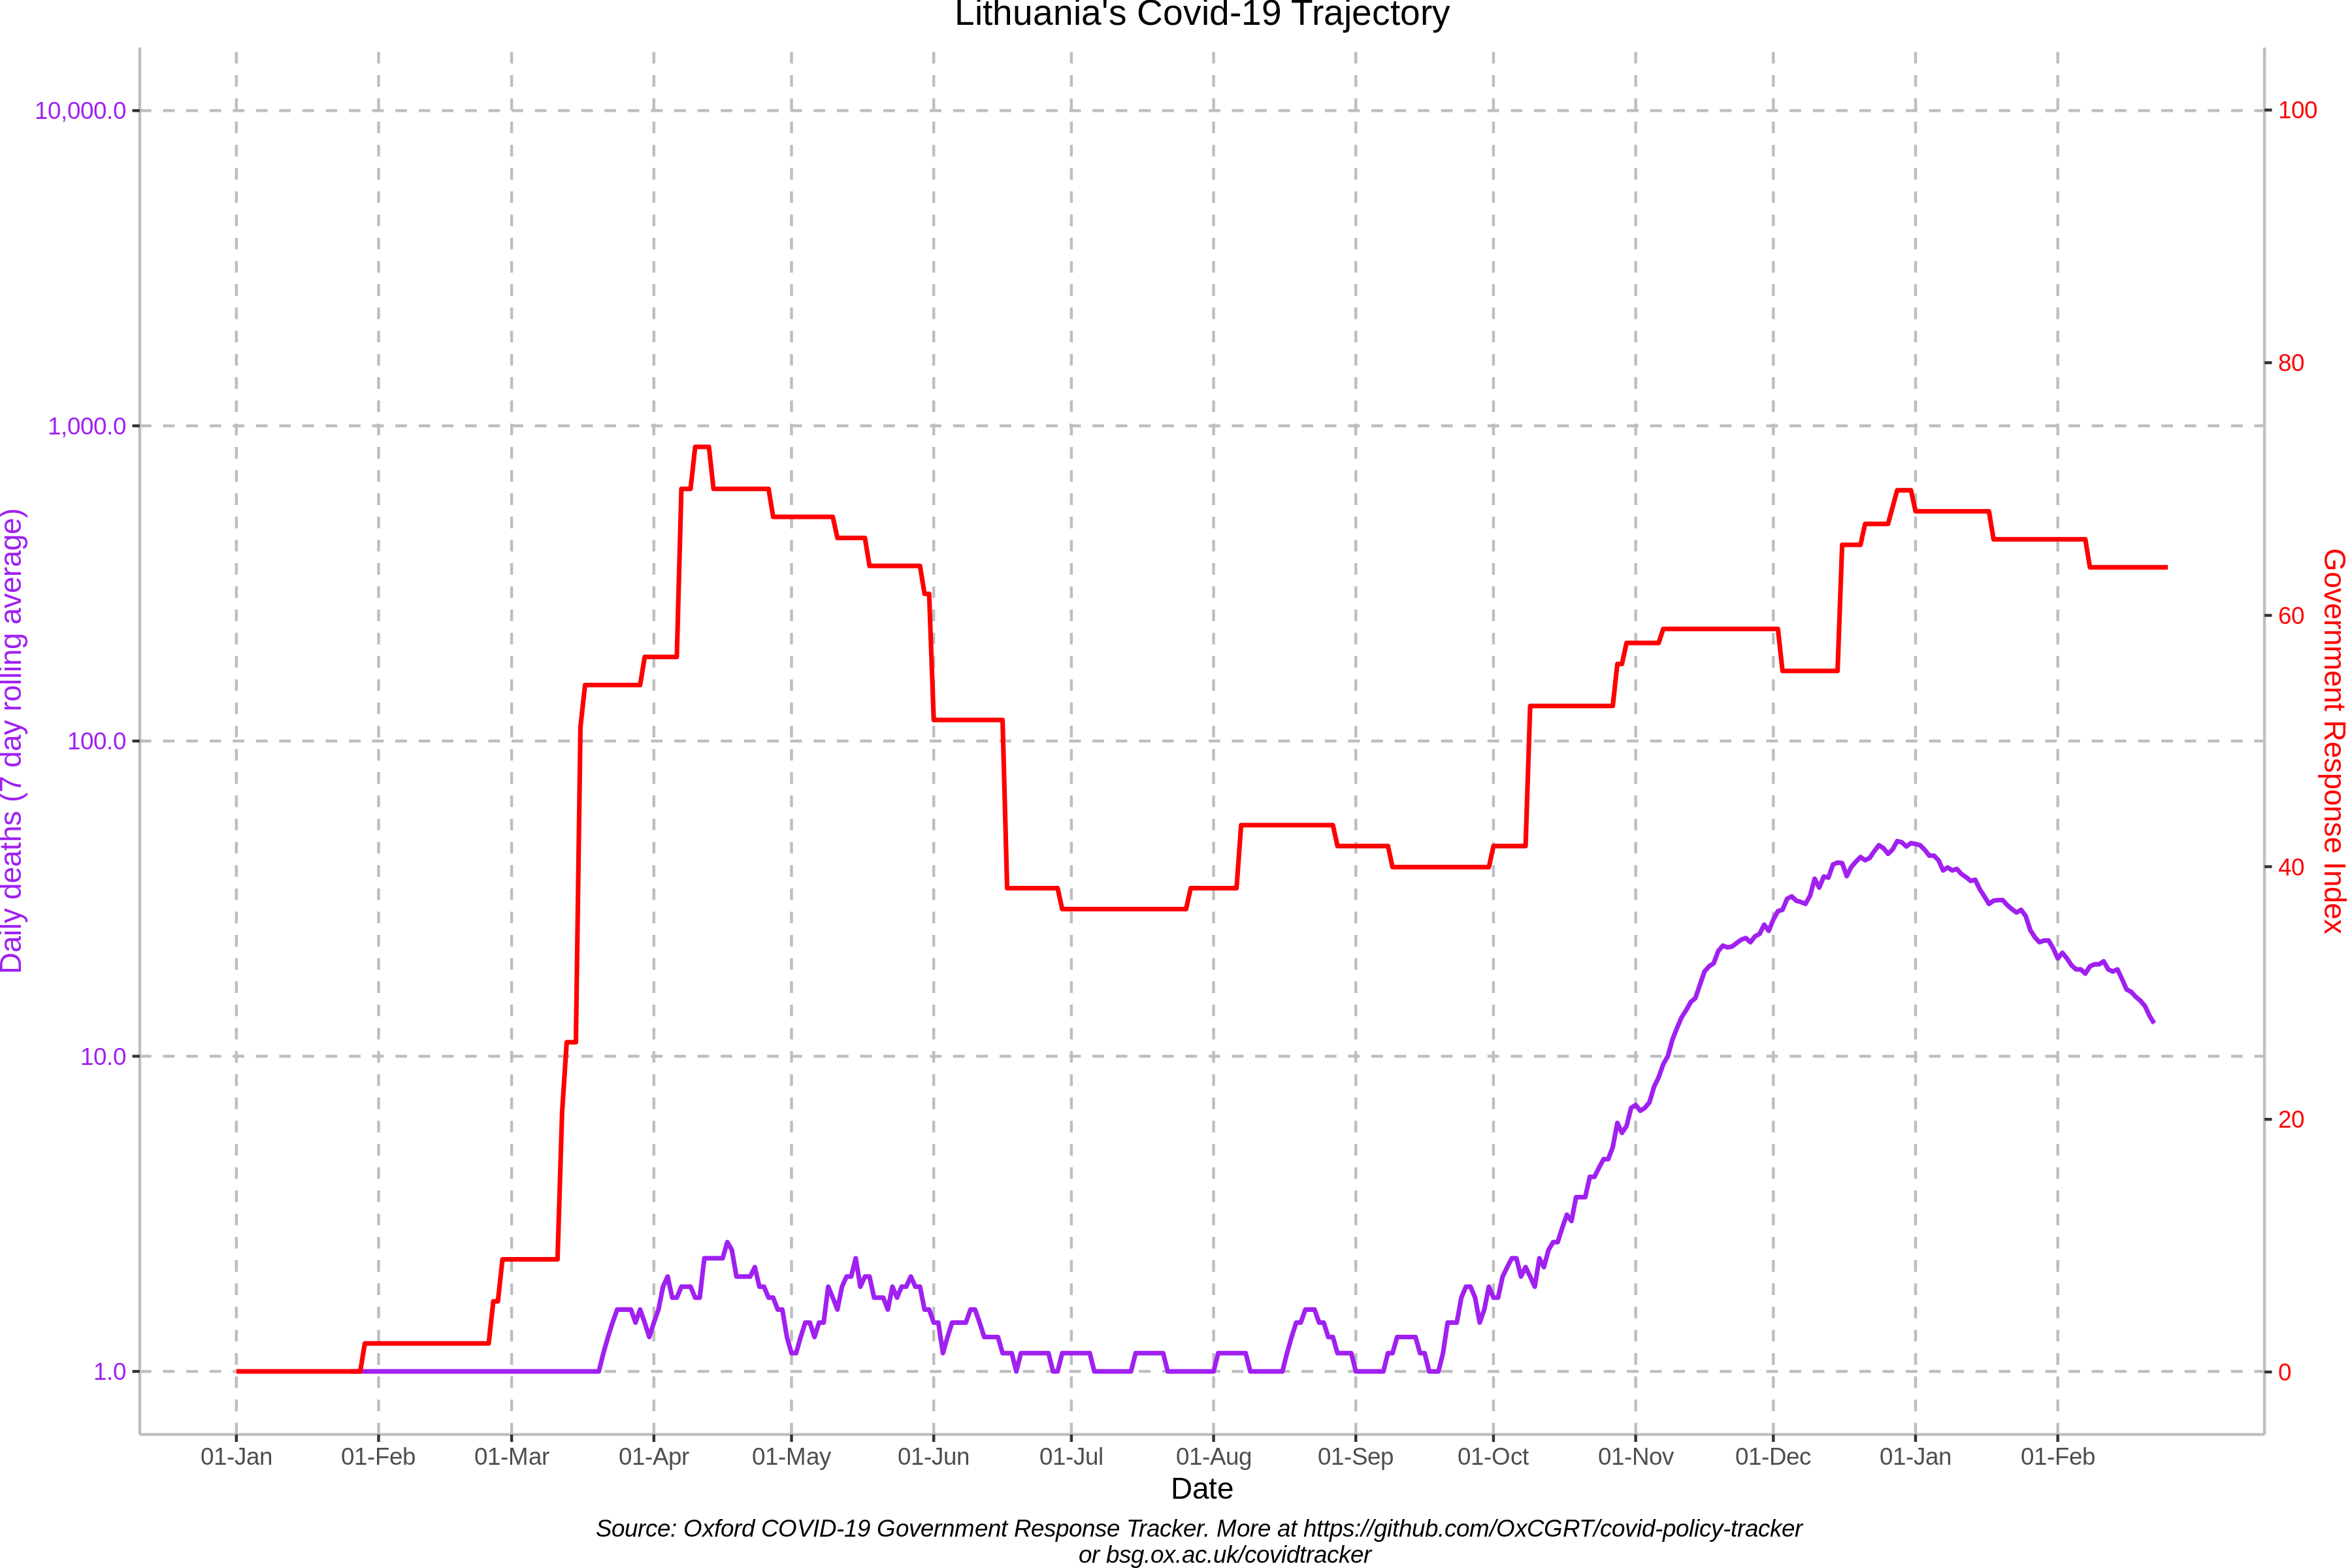 Lithuania's Covid-19 Trajectory
10,000.0
1,000.0
100.0
10.0
1.0
Daily deaths (7 day rolling average)
100
80
60
40
20
0
Government Response Index
01-Jan
01-Feb
01-Mar
01-Apr
01-May
01-Jun
01-Jul
01-Aug
01-Sep
01-Oct
01-Nov
01-Dec
01-Jan
01-Feb
Date
Source: Oxford COVID-19 Government Response Tracker. More at https://github.com/OxCGRT/covid-policy-tracker
or bsg.ox.ac.uk/covidtracker